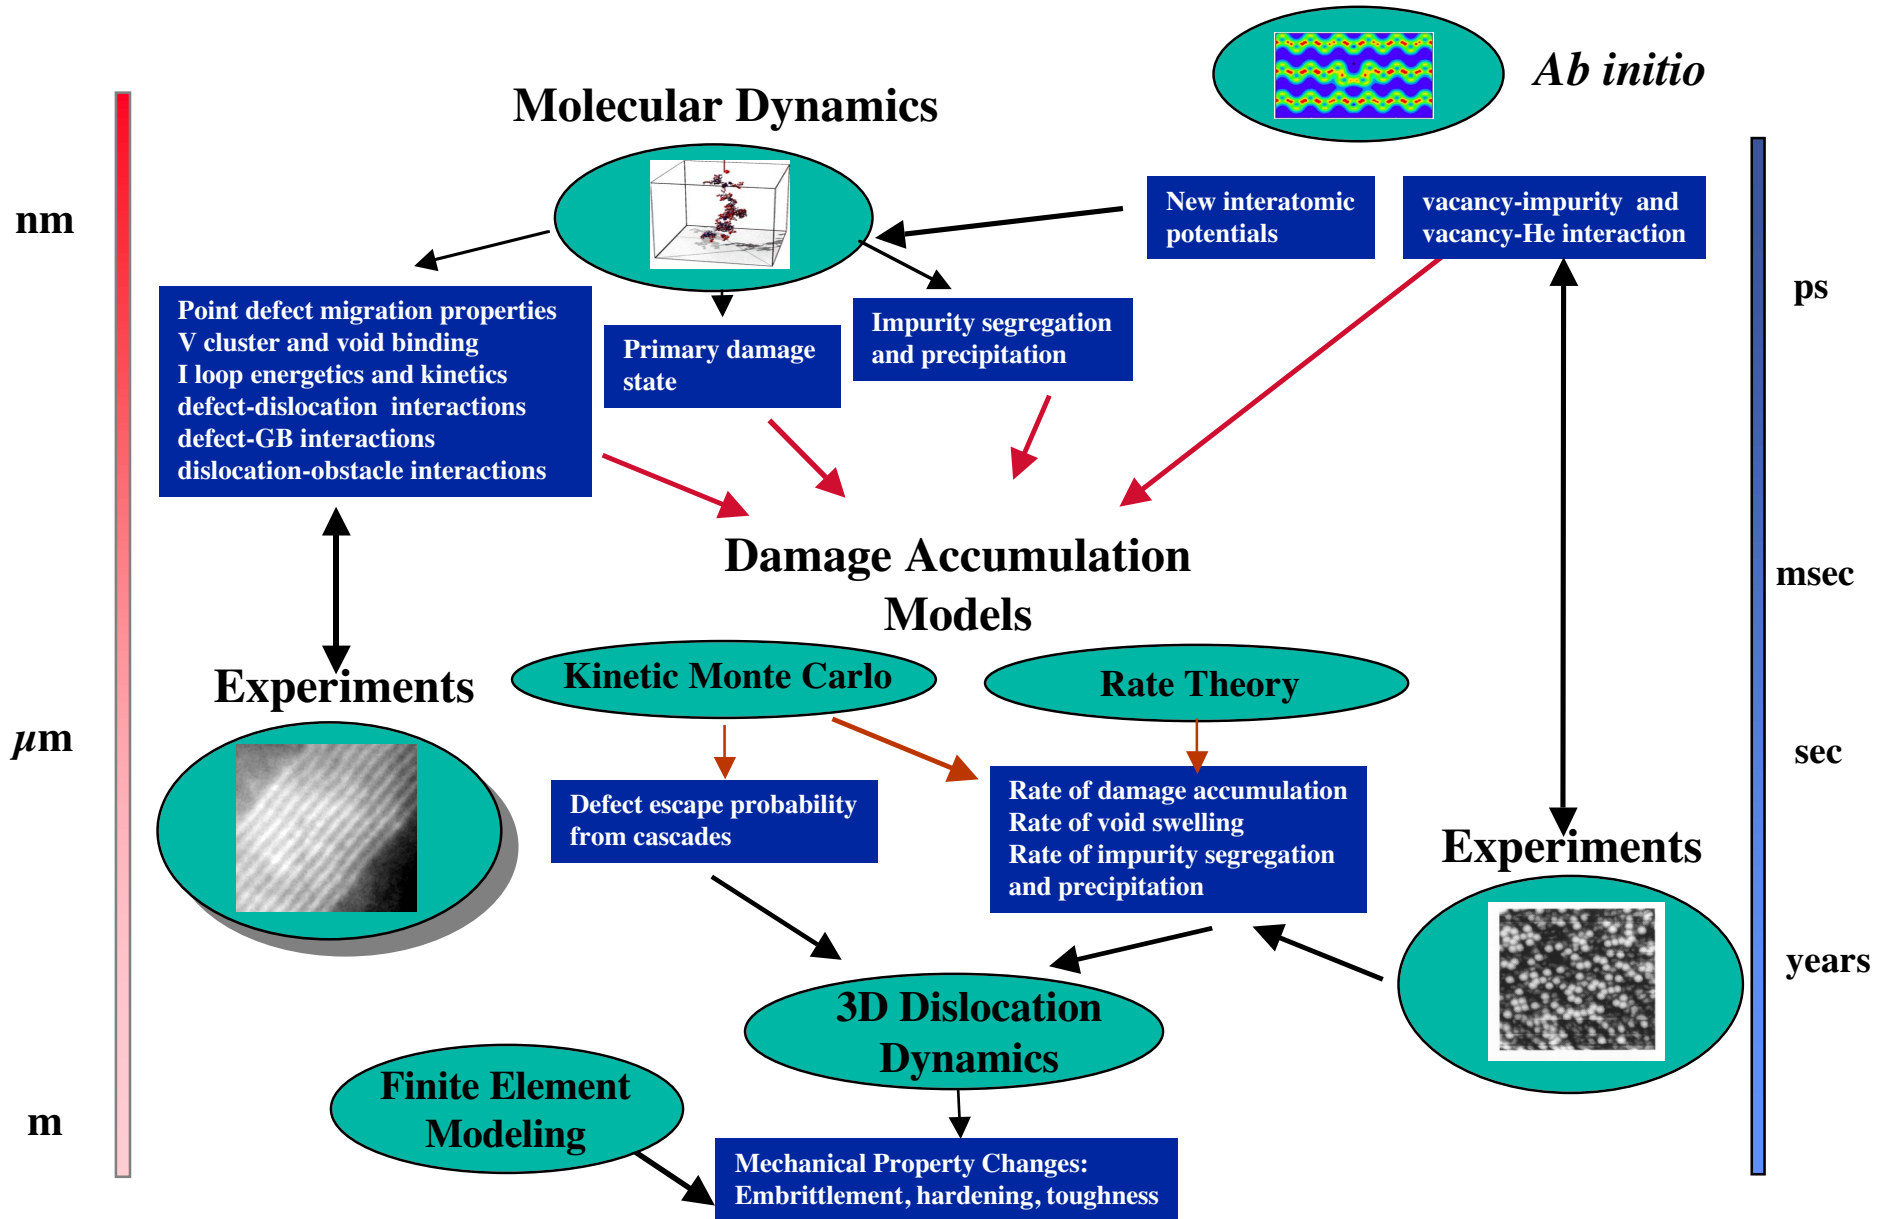 Ab initio
Molecular Dynamics
nm
New interatomic
potentials
vacancy-impurity and
vacancy-He interaction
ps
Point defect migration properties
V cluster and void binding
I loop energetics and kinetics
defect-dislocation interactions
defect-GB interactions
dislocation-obstacle interactions
Primary damage
state
Impurity segregation
and precipitation
Damage Accumulation
Models
msec
Experiments
Kinetic Monte Carlo
Rate Theory
µm
sec
Defect escape probability
from cascades
Rate of damage accumulation
Rate of void swelling
Rate of impurity segregation
and precipitation
Experiments
years
3D Dislocation
Dynamics
Finite Element
Modeling
m
Mechanical Property Changes:
Embrittlement, hardening, toughness